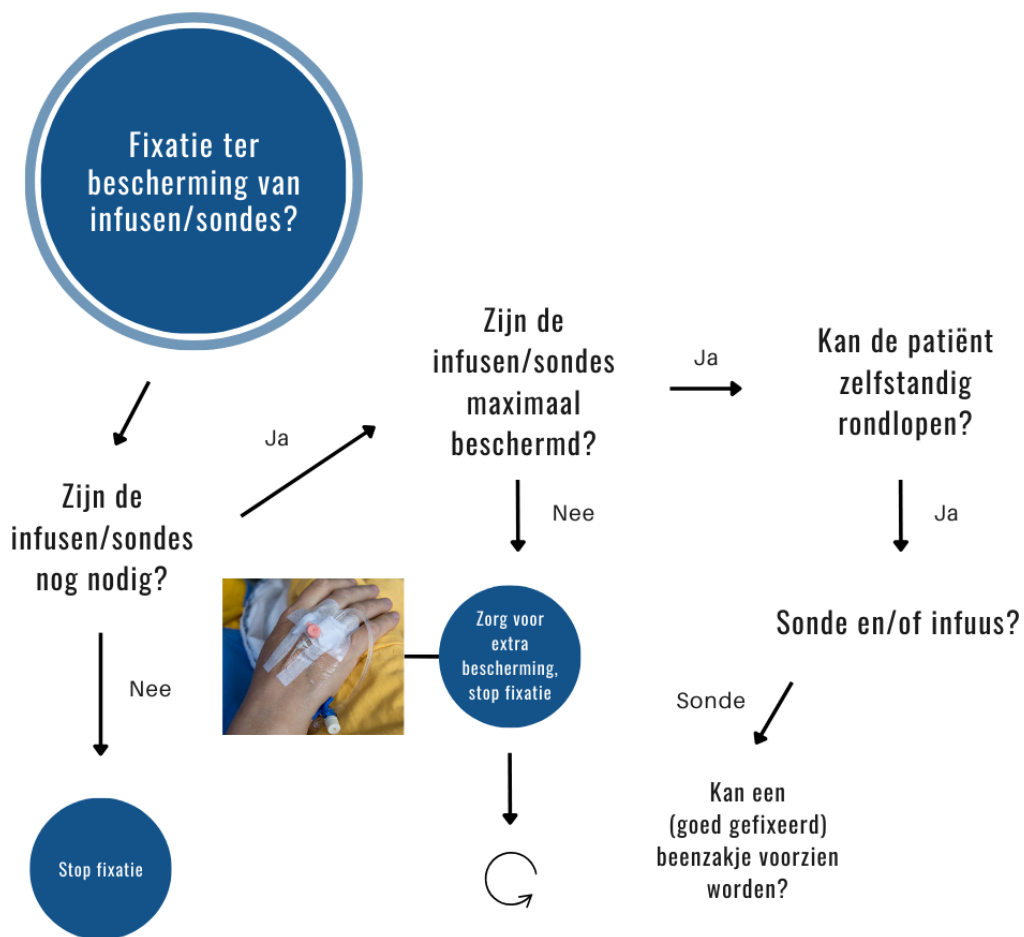 Fixatie ter
bescherming van
infusen/sondes?
Zijn de
infusen/sondes
nog nodig?
Ja
Nee
Stop fixatie
Zijn de
infusen/sondes
maximaal
beschermd?
Ja
Nee
Zorg voor
extra
bescherming,
stop fixatie
Kan de patiënt
zelfstandig
rondlopen?
Ja
Sonde en/of infuus?
Sonde
Kan een
(goed gefixeerd)
beenzakje voorzien
worden?